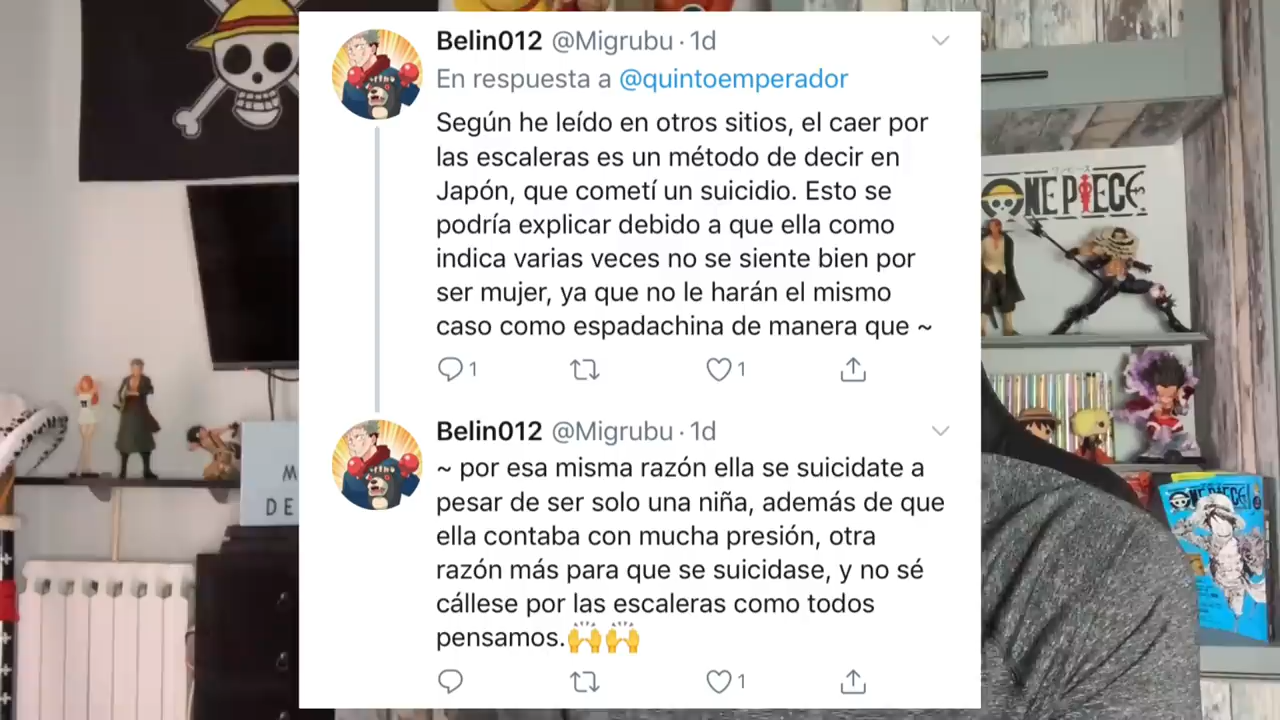 Belin012 @Migrubu · 1d
En respuesta a @quintoemperador
Según he leído en otros sitios, el caer por
las escaleras es un método de decir en
Japón, que cometí un suicidio. Esto se
podría explicar debido a que ella como
indica varias veces no se siente bien por
ser mujer, ya que no le harán el mismo
caso como espadachina de manera que ~
1
1
Belin012 @Migrubu · 1d
~ por esa misma razón ella se suicidate a
pesar de ser solo una niña, además de que
ella contaba con mucha presión, otra
razón más para que se suicidase, y no sé
cállese por las escaleras como todos
pensamos.🙌🙌
1
ONE PIECE
M
DE
ONE PIECE